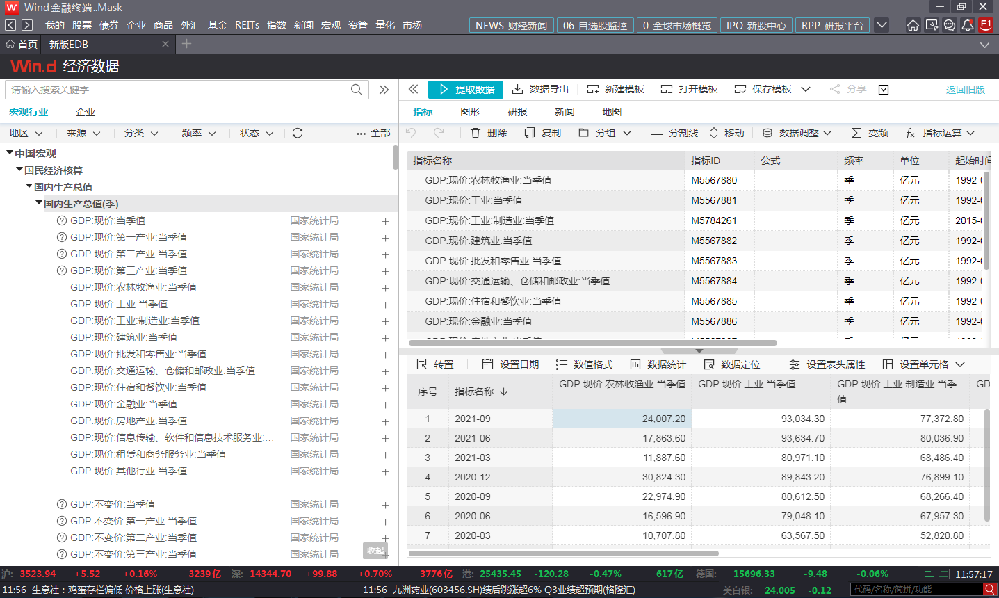 W Wind金融终端..Mask
我的 股票 债券 企业 商品 外汇 基金 REITs 指数 新闻 宏观 资管 量化 市场 NEWS 财经新闻 06 自选股监控 0 全球市场概览 IPO 新股中心 RPP 研报平台 F1
首页 新版EDB
Win.d 经济数据
请输入搜索关键字 提取数据 数据导出 新建模板 打开模板 保存模板 分享 返回旧版
宏观行业 企业 指标 图形 研报 新闻 地图
地区 来源 分类 频率 状态 ··· 全部 删除 复制 分组 分割线 移动 数据调整 Σ 变频 fx 指标运算
中国宏观
国民经济核算
国内生产总值
国内生产总值(季)
GDP:现价:当季值 国家统计局
GDP:现价:第一产业:当季值 国家统计局
GDP:现价:第二产业:当季值 国家统计局
GDP:现价:第三产业:当季值 国家统计局
GDP:现价:农林牧渔业:当季值 国家统计局
GDP:现价:工业:当季值 国家统计局
GDP:现价:工业:制造业:当季值 国家统计局
GDP:现价:建筑业:当季值 国家统计局
GDP:现价:批发和零售业:当季值 国家统计局
GDP:现价:交通运输、仓储和邮政业:当季值 国家统计局
GDP:现价:住宿和餐饮业:当季值 国家统计局
GDP:现价:金融业:当季值 国家统计局
GDP:现价:房地产业:当季值 国家统计局
GDP:现价:信息传输、软件和信息技术服务业:... 国家统计局
GDP:现价:租赁和商务服务业:当季值 国家统计局
GDP:现价:其他行业:当季值 国家统计局
GDP:不变价:当季值 国家统计局
GDP:不变价:第一产业:当季值 国家统计局
GDP:不变价:第二产业:当季值 国家统计局
GDP:不变价:第三产业:当季值 国家统计局
收起
指标名称 指标ID 公式 频率 单位 起始时间
GDP:现价:农林牧渔业:当季值 M5567880 季 亿元 1992-0
GDP:现价:工业:当季值 M5567881 季 亿元 1992-0
GDP:现价:工业:制造业:当季值 M5784261 季 亿元 2015-0
GDP:现价:建筑业:当季值 M5567882 季 亿元 1992-0
GDP:现价:批发和零售业:当季值 M5567883 季 亿元 1992-0
GDP:现价:交通运输、仓储和邮政业:当季值 M5567884 季 亿元 1992-0
GDP:现价:住宿和餐饮业:当季值 M5567885 季 亿元 1992-0
GDP:现价:金融业:当季值 M5567886 季 亿元 1992-0
转置 设置日期 数值格式 数据统计 数据定位 设置表头属性 设置单元格
序号 指标名称 GDP:现价:农林牧渔业:当季值 GDP:现价:工业:当季值 GDP:现价:工业:制造业:当季值 GD
1 2021-09 24,007.20 93,034.30 77,372.80
2 2021-06 17,863.60 93,634.70 80,036.90
3 2021-03 11,887.60 80,971.10 68,486.40
4 2020-12 30,824.30 89,843.20 76,899.10
5 2020-09 22,974.90 80,612.50 68,266.40
6 2020-06 16,596.90 79,048.10 67,957.30
7 2020-03 10,707.80 63,567.50 52,820.80
沪: 3523.94 +5.52 +0.16% 3239亿 深: 14344.70 +99.88 +0.70% 3776亿 港: 25435.45 -120.28 -0.47% 617亿 德国: 15696.33 -9.48 -0.06% 11:57:17
11:56 生意社：鸡蛋存栏偏低 价格上涨(生意社) 11:56 九洲药业(603456.SH)绩后跳涨超6% Q3业绩超预期(格隆汇) 美白银: 24.005 -0.12 代码/名称/简拼/功能